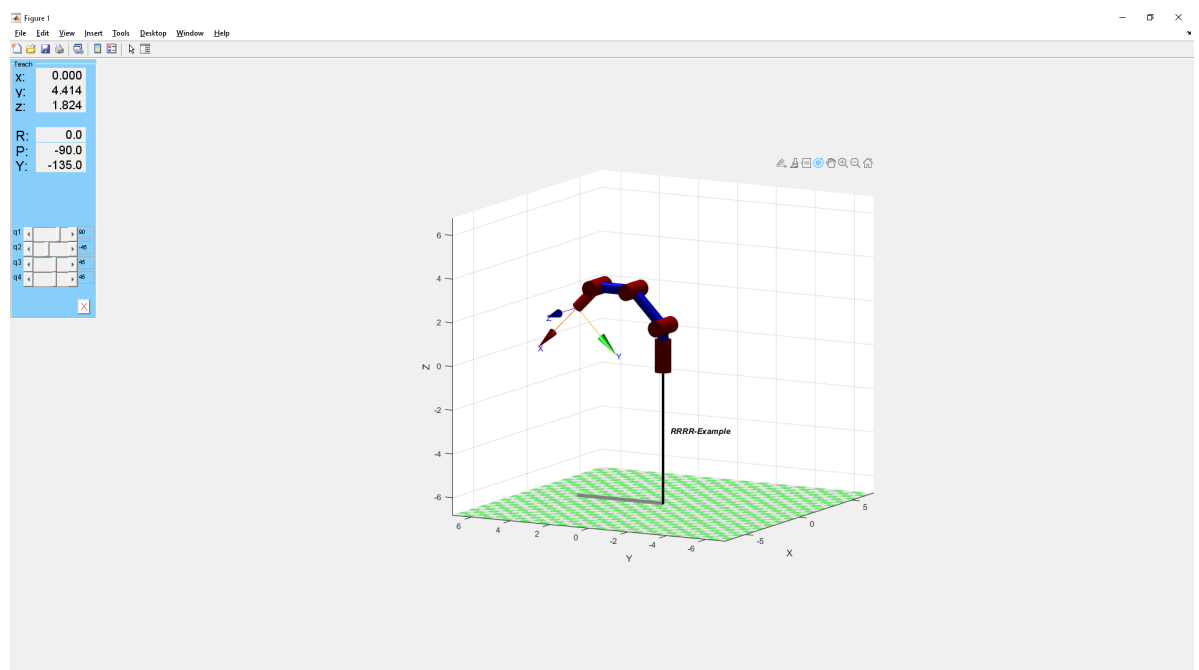 Figure 1
File Edit View Insert Tools Desktop Window Help
Teach
x: 0.000
y: 4.414
z: 1.824
R: 0.0
P: -90.0
Y: -135.0
q1 90
q2 -45
q3 45
q4 45
X
6
4
2
0
-2
-4
-6
Z
Z
X
Y
RRRR-Example
6 4 2 0 -2 -4 -6
Y
-5 0 5
X